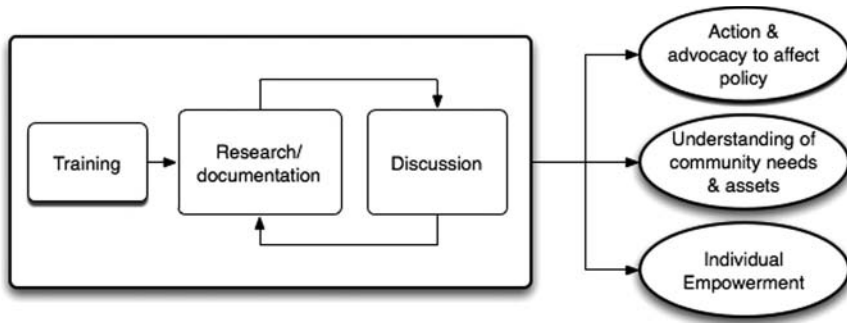 Training
Research/
documentation
Discussion
Action &
advocacy to affect
policy
Understanding of
community needs
& assets
Individual
Empowerment